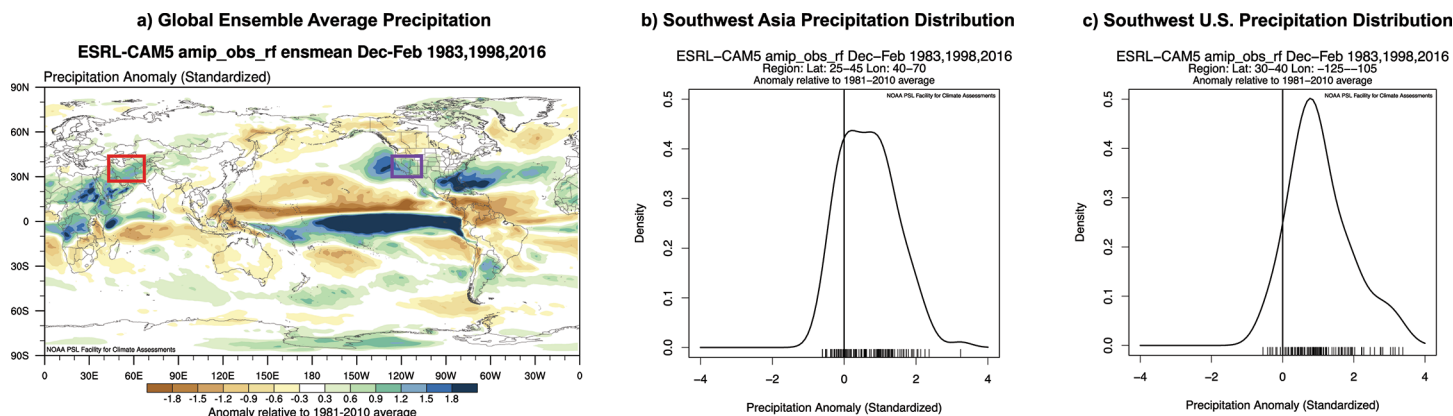 a) Global Ensemble Average Precipitation
ESRL-CAM5 amip_obs_rf ensmean Dec-Feb 1983,1998,2016
Precipitation Anomaly (Standardized)
90N
60N
30N
0
30S
60S
90S
NOAA PSL Facility for Climate Assessments
0 30E 60E 90E 120E 150E 180 150W 120W 90W 60W 30W 0
-1.8 -1.5 -1.2 -0.9 -0.6 -0.3 0.3 0.6 0.9 1.2 1.5 1.8
Anomaly relative to 1981-2010 average
b) Southwest Asia Precipitation Distribution
ESRL−CAM5 amip_obs_rf Dec−Feb 1983,1998,2016
Region: Lat: 25−45 Lon: 40−70
Anomaly relative to 1981−2010 average
NOAA PSL Facility for Climate Assessments
Density
0.5
0.4
0.3
0.2
0.1
0.0
−4 −2 0 2 4
Precipitation Anomaly (Standardized)
c) Southwest U.S. Precipitation Distribution
ESRL−CAM5 amip_obs_rf Dec−Feb 1983,1998,2016
Region: Lat: 30−40 Lon: −125−−105
Anomaly relative to 1981−2010 average
NOAA PSL Facility for Climate Assessments
Density
0.5
0.4
0.3
0.2
0.1
0.0
−4 −2 0 2 4
Precipitation Anomaly (Standardized)